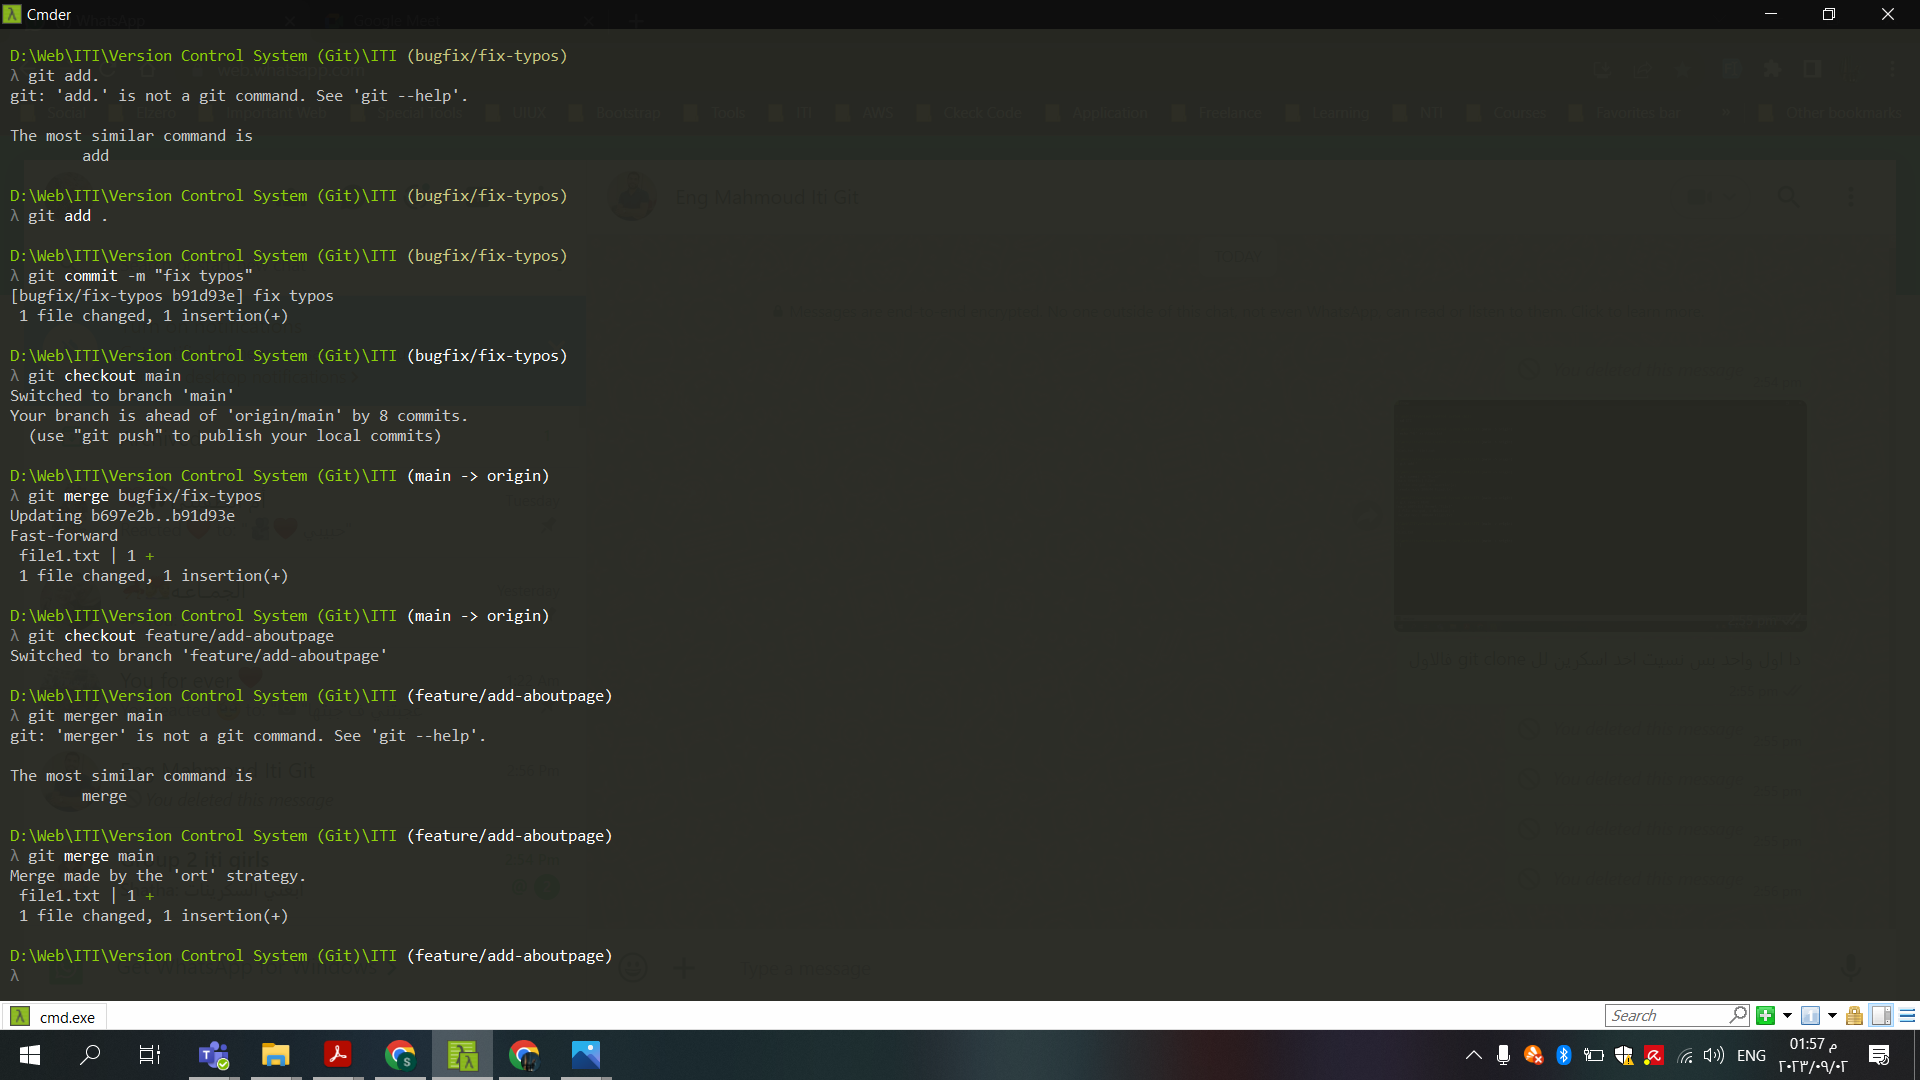 Cmder
D:\Web\ITI\Version Control System (Git)\ITI (bugfix/fix-typos)
λ git add.
git: 'add.' is not a git command. See 'git --help'.
The most similar command is
add
D:\Web\ITI\Version Control System (Git)\ITI (bugfix/fix-typos)
λ git add .
D:\Web\ITI\Version Control System (Git)\ITI (bugfix/fix-typos)
λ git commit -m "fix typos"
[bugfix/fix-typos b91d93e] fix typos
1 file changed, 1 insertion(+)
D:\Web\ITI\Version Control System (Git)\ITI (bugfix/fix-typos)
λ git checkout main
Switched to branch 'main'
Your branch is ahead of 'origin/main' by 8 commits.
(use "git push" to publish your local commits)
D:\Web\ITI\Version Control System (Git)\ITI (main -> origin)
λ git merge bugfix/fix-typos
Updating b697e2b..b91d93e
Fast-forward
file1.txt | 1 +
1 file changed, 1 insertion(+)
D:\Web\ITI\Version Control System (Git)\ITI (main -> origin)
λ git checkout feature/add-aboutpage
Switched to branch 'feature/add-aboutpage'
D:\Web\ITI\Version Control System (Git)\ITI (feature/add-aboutpage)
λ git merger main
git: 'merger' is not a git command. See 'git --help'.
The most similar command is
merge
D:\Web\ITI\Version Control System (Git)\ITI (feature/add-aboutpage)
λ git merge main
Merge made by the 'ort' strategy.
file1.txt | 1 +
1 file changed, 1 insertion(+)
D:\Web\ITI\Version Control System (Git)\ITI (feature/add-aboutpage)
λ
Eng Mahmoud Iti Git
Type a message
cmd.exe
Search
ENG
01:57 م
٢٠٢٣/٠٩/٠٢